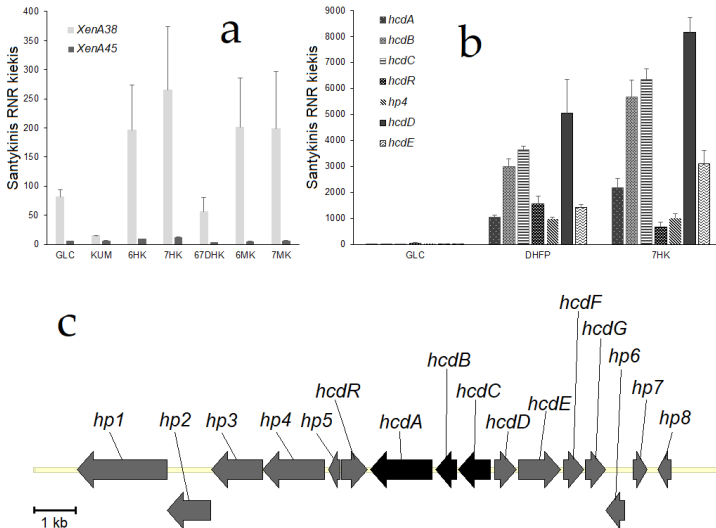 a
Santykinis RNR kiekis
400
350
300
250
200
150
100
50
0
XenA38
XenA45
GLC KUM 6HK 7HK 67DHK 6MK 7MK
b
Santykinis RNR kiekis
9000
8000
7000
6000
5000
4000
3000
2000
1000
0
hcdA
hcdB
hcdC
hcdR
hp4
hcdD
hcdE
GLC DHFP 7HK
c
hp1 hp2 hp3 hp4 hp5 hcdR hcdA hcdB hcdC hcdD hcdE hcdF hcdG hp6 hp7 hp8
1 kb